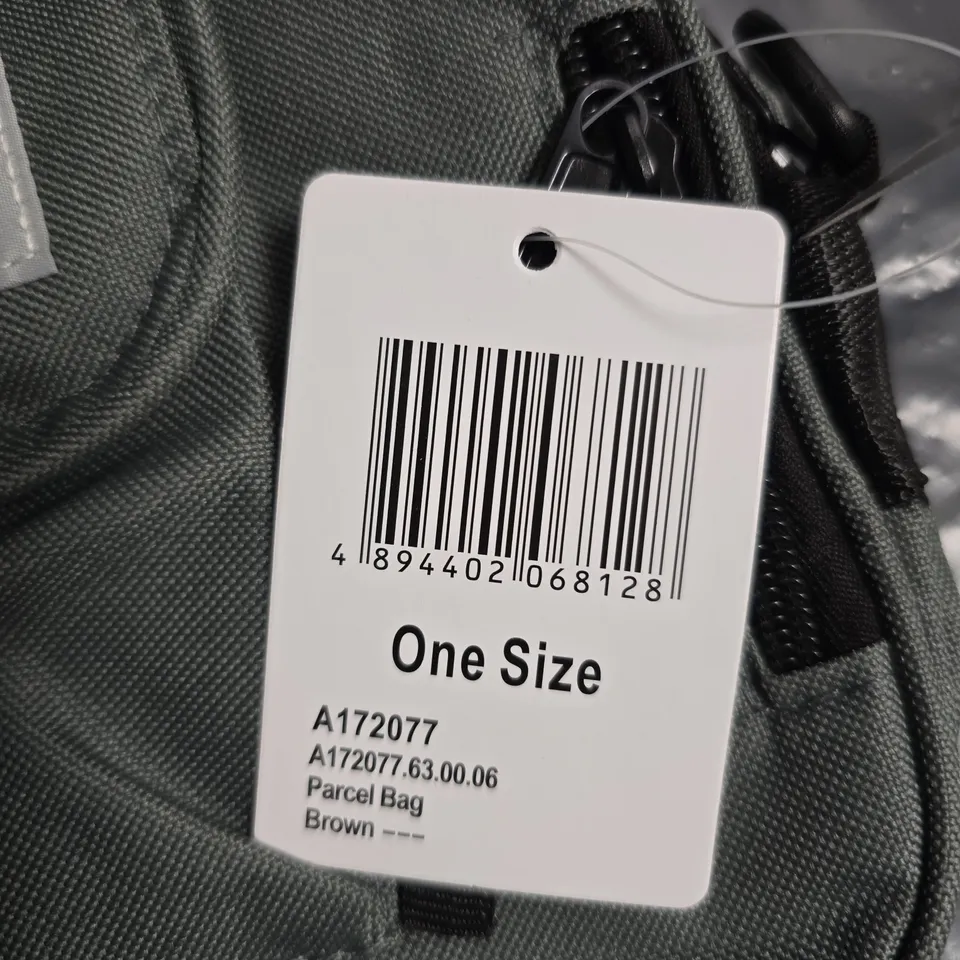 4 894402 068128
One Size
A172077
A172077.63.00.06
Parcel Bag
Brown ---